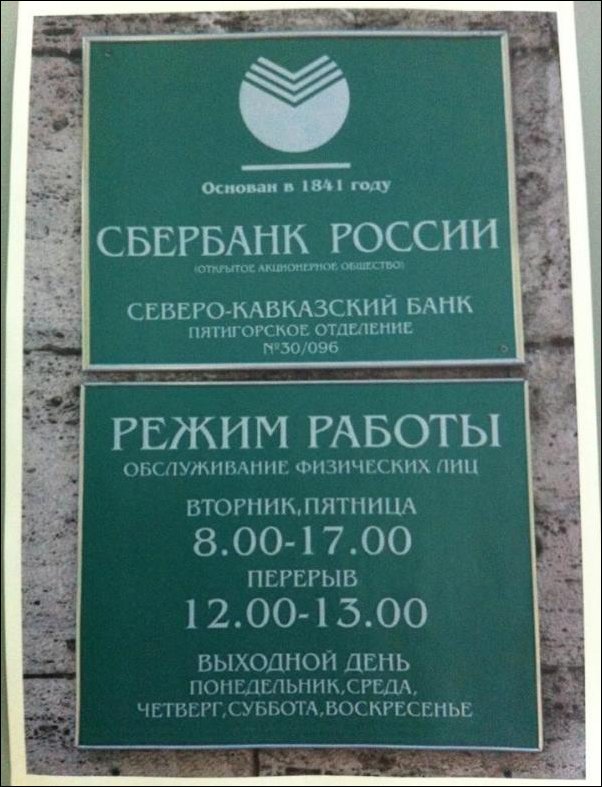 Основан в 1841 году
СБЕРБАНК РОССИИ
(ОТКРЫТОЕ АКЦИОНЕРНОЕ ОБЩЕСТВО)
СЕВЕРО-КАВКАЗСКИЙ БАНК
ПЯТИГОРСКОЕ ОТДЕЛЕНИЕ
№30/096
РЕЖИМ РАБОТЫ
ОБСЛУЖИВАНИЕ ФИЗИЧЕСКИХ ЛИЦ
ВТОРНИК,ПЯТНИЦА
8.00-17.00
ПЕРЕРЫВ
12.00-13.00
ВЫХОДНОЙ ДЕНЬ
ПОНЕДЕЛЬНИК,СРЕДА,
ЧЕТВЕРГ,СУББОТА,ВОСКРЕСЕНЬЕ